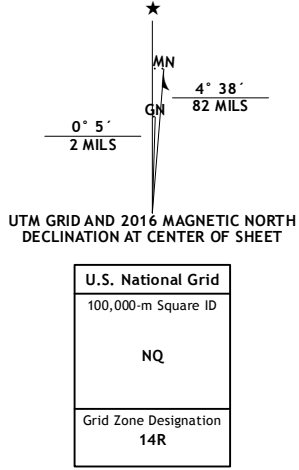 ★
MN
4° 38´
82 MILS
GN
0° 5´
2 MILS
UTM GRID AND 2016 MAGNETIC NORTH
DECLINATION AT CENTER OF SHEET
U.S. National Grid
100,000-m Square ID
NQ
Grid Zone Designation
14R